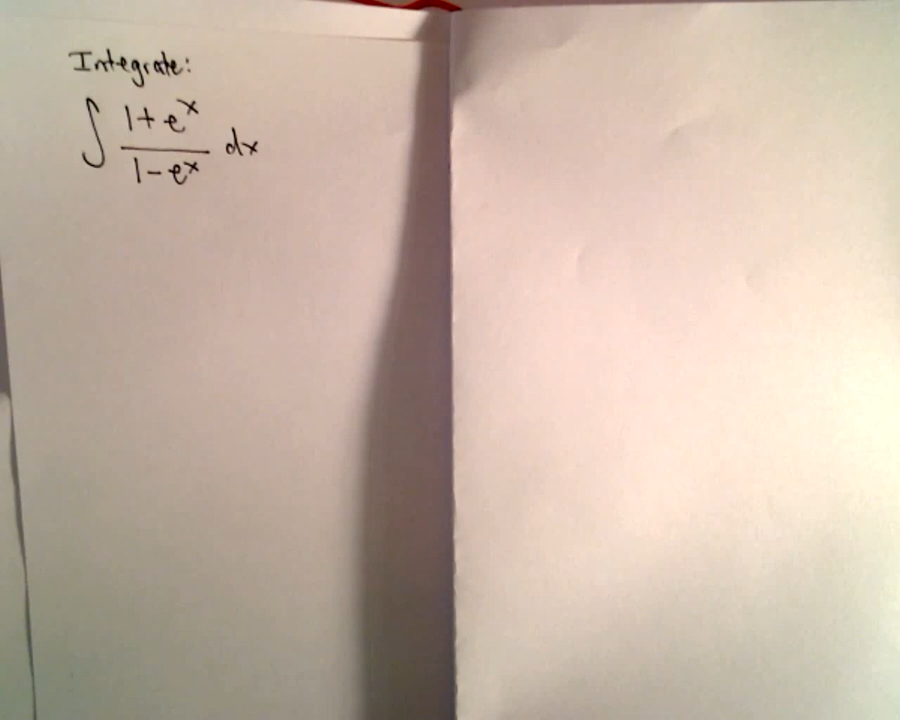 Integrate:
∫ (1+e^x)/(1-e^x) dx